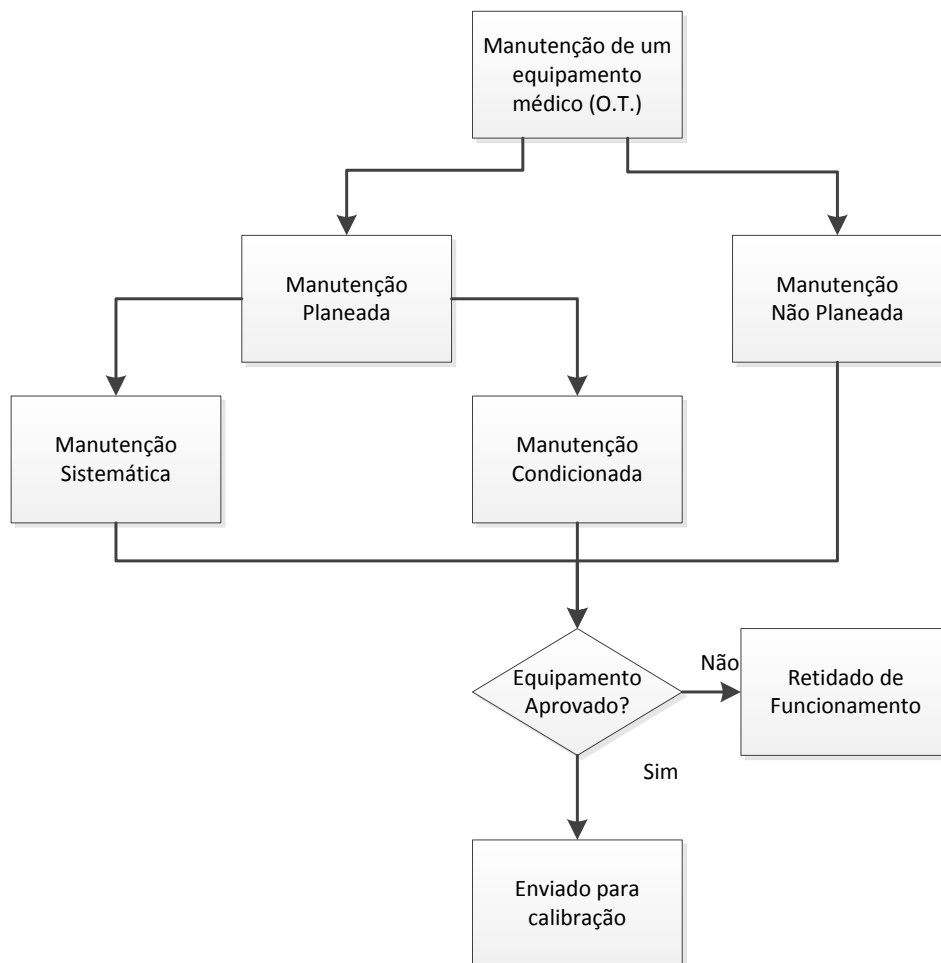 Manutenção de um
equipamento
médico (O.T.)
Manutenção
Planeada
Manutenção
Não Planeada
Manutenção
Sistemática
Manutenção
Condicionada
Equipamento
Aprovado?
Não
Retidado de
Funcionamento
Sim
Enviado para
calibração